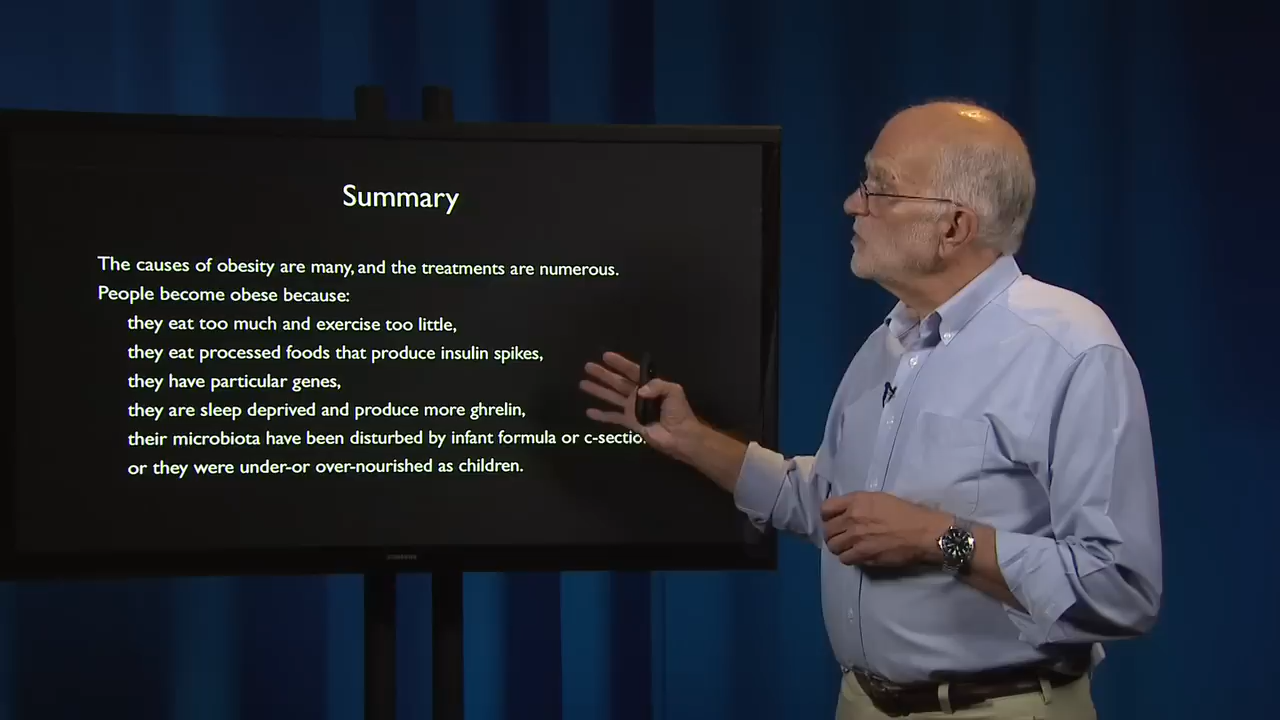 Summary
The causes of obesity are many, and the treatments are numerous.
People become obese because:
they eat too much and exercise too little,
they eat processed foods that produce insulin spikes,
they have particular genes,
they are sleep deprived and produce more ghrelin,
their microbiota have been disturbed by infant formula or
or they were under-or over-nourished as children.
SAMSUNG